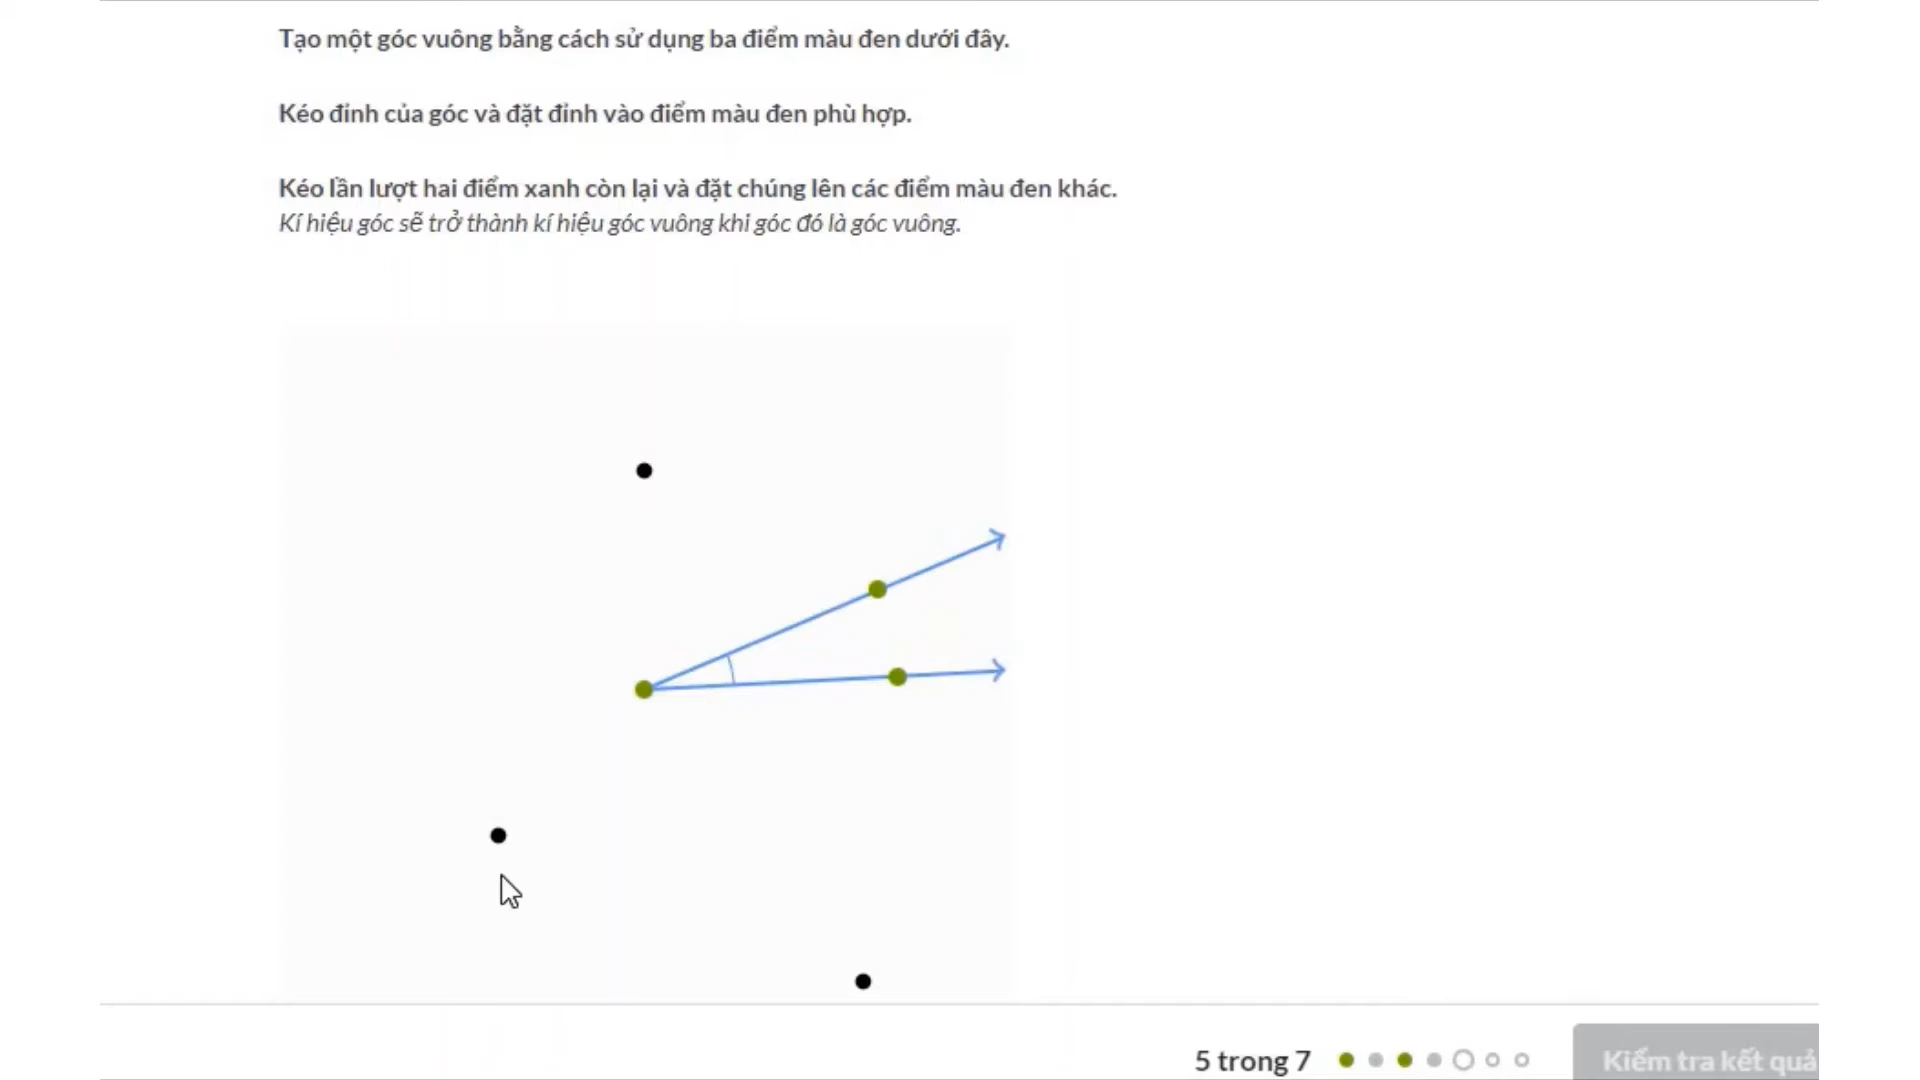 Tạo một góc vuông bằng cách sử dụng ba điểm màu đen dưới đây.
Kéo đỉnh của góc và đặt đỉnh vào điểm màu đen phù hợp.
Kéo lần lượt hai điểm xanh còn lại và đặt chúng lên các điểm màu đen khác.
Kí hiệu góc sẽ trở thành kí hiệu góc vuông khi góc đó là góc vuông.
5 trong 7
Kiểm tra kết quả